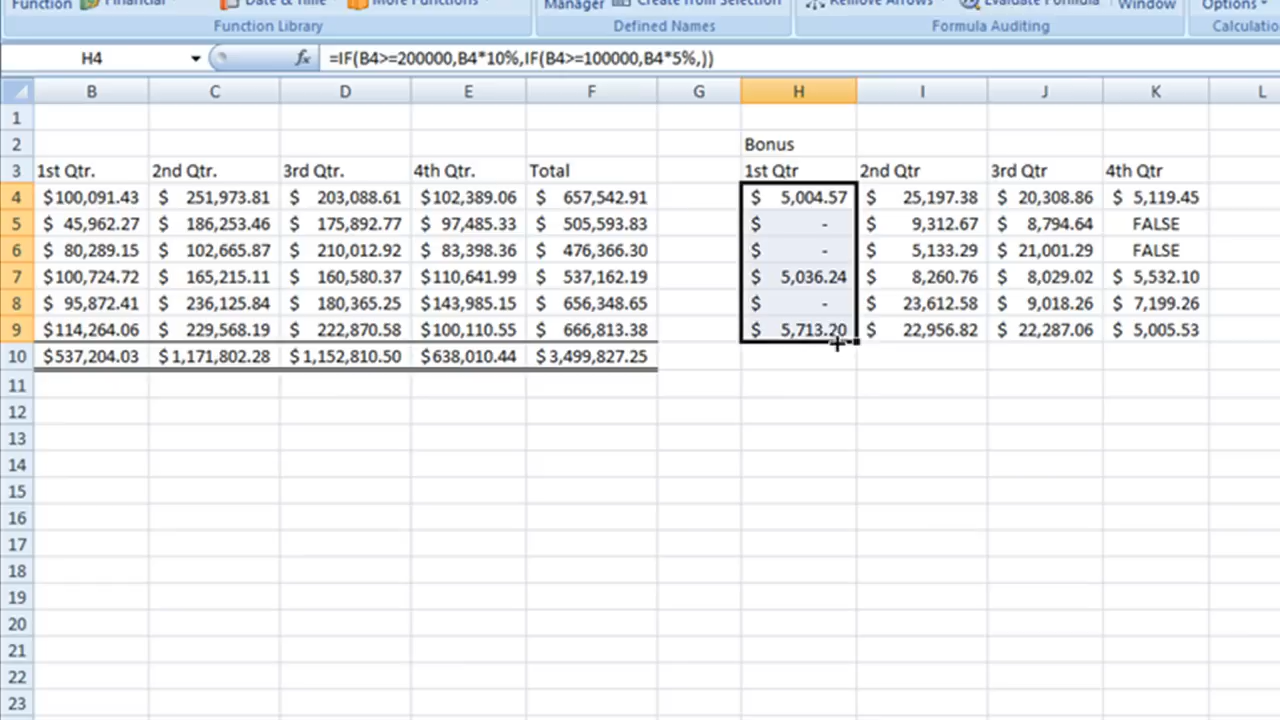 Function Financial Date & Time More Functions Manager Create from Selection Remove Arrows Evaluate Formula Window Options
Function Library Defined Names Formula Auditing
H4 fx =IF(B4>=200000,B4*10%,IF(B4>=100000,B4*5%,))
B C D E F G H I J K L
1
2 Bonus
3 1st Qtr. 2nd Qtr. 3rd Qtr. 4th Qtr. Total 1st Qtr 2nd Qtr 3rd Qtr 4th Qtr
4 $100,091.43 $ 251,973.81 $ 203,088.61 $102,389.06 $ 657,542.91 $ 5,004.57 $ 25,197.38 $ 20,308.86 $ 5,119.45
5 $ 45,962.27 $ 186,253.46 $ 175,892.77 $ 97,485.33 $ 505,593.83 $ - $ 9,312.67 $ 8,794.64 FALSE
6 $ 80,289.15 $ 102,665.87 $ 210,012.92 $ 83,398.36 $ 476,366.30 $ - $ 5,133.29 $ 21,001.29 FALSE
7 $100,724.72 $ 165,215.11 $ 160,580.37 $110,641.99 $ 537,162.19 $ 5,036.24 $ 8,260.76 $ 8,029.02 $ 5,532.10
8 $ 95,872.41 $ 236,125.84 $ 180,365.25 $143,985.15 $ 656,348.65 $ - $ 23,612.58 $ 9,018.26 $ 7,199.26
9 $114,264.06 $ 229,568.19 $ 222,870.58 $100,110.55 $ 666,813.38 $ 5,713.20 $ 22,956.82 $ 22,287.06 $ 5,005.53
10 $537,204.03 $1,171,802.28 $1,152,810.50 $638,010.44 $3,499,827.25
11
12
13
14
15
16
17
18
19
20
21
22
23